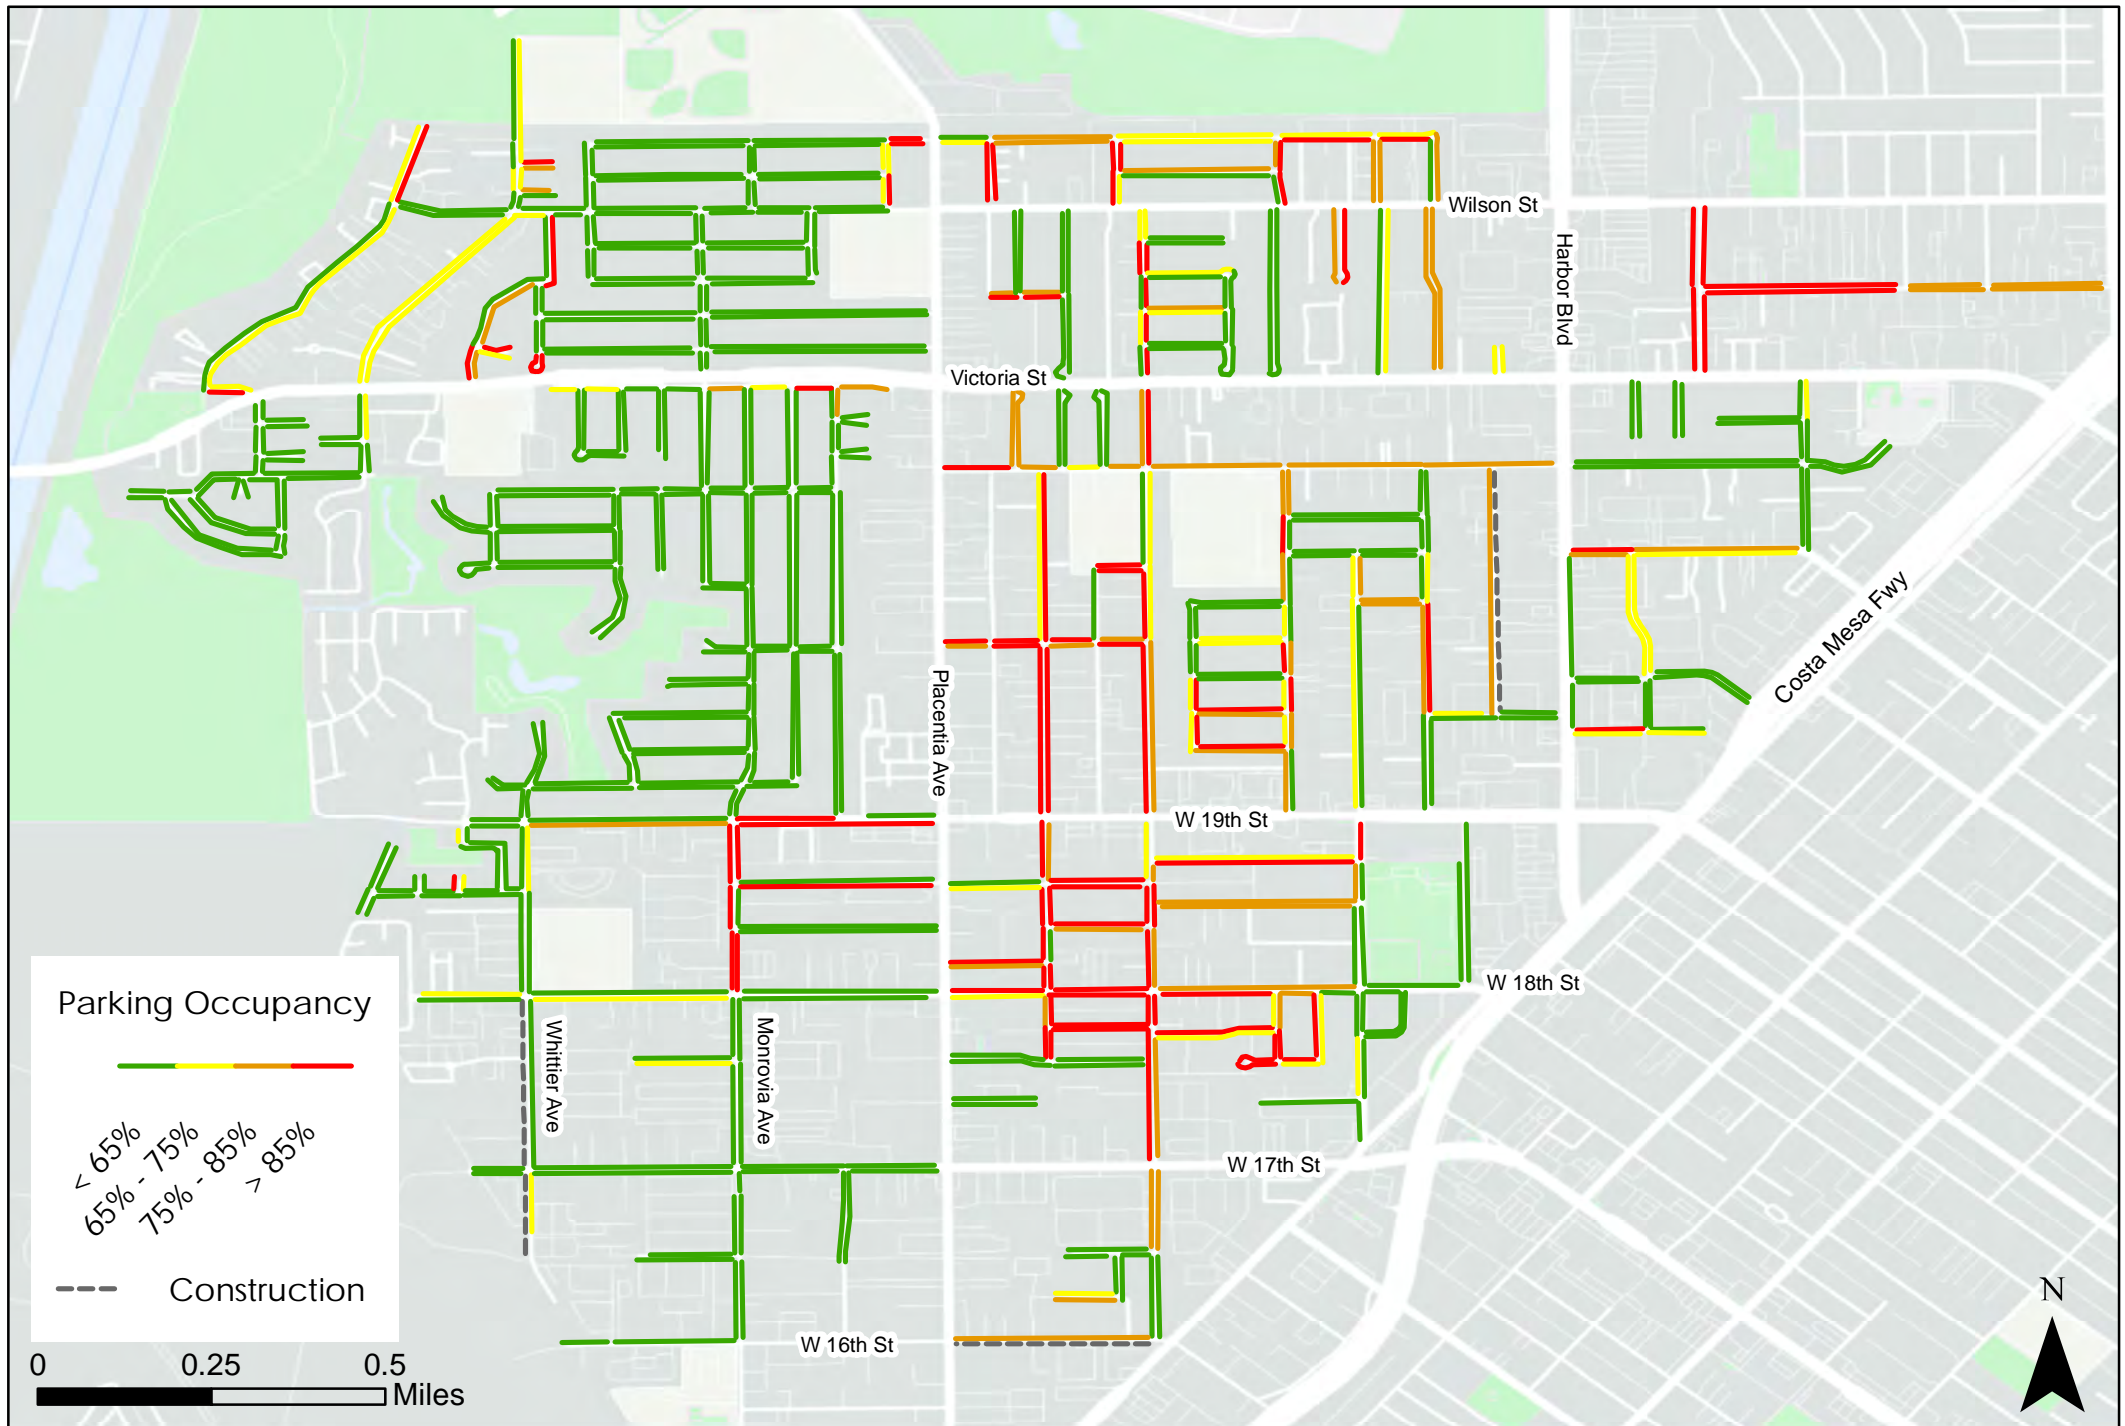 Wilson St
Harbor Blvd
Victoria St
Costa Mesa Fwy
Placentia Ave
W 19th St
W 18th St
Parking Occupancy
< 65%
65% - 75%
75% - 85%
> 85%
Construction
Whittier Ave
Monrovia Ave
W 17th St
W 16th St
N
0 0.25 0.5
Miles